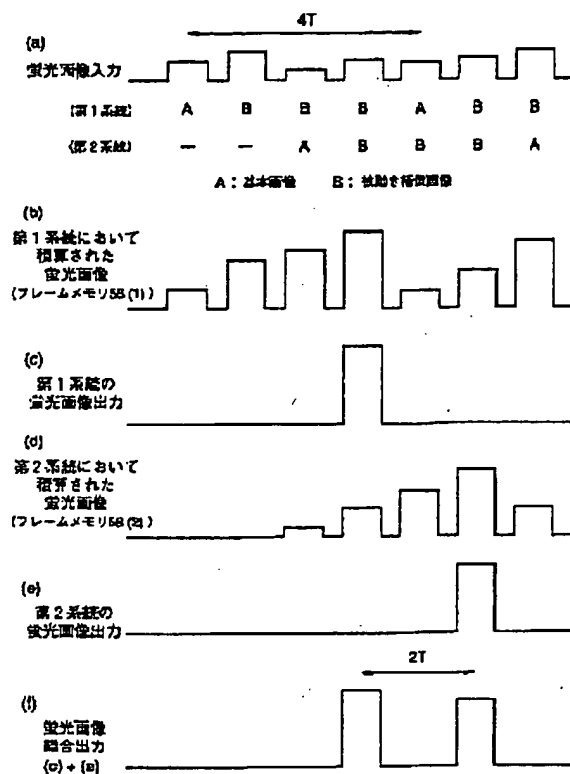 4T
(a)
蛍光画像入力
(第1系統) A B B B A B B
(第2系統) — — A B B B A
A：基本画像 B：被動き補償画像
(b)
第1系統において
積算された
蛍光画像
(フレームメモリ58(1))
(c)
第1系統の
蛍光画像出力
(d)
第2系統において
積算された
蛍光画像
(フレームメモリ58(2))
(e)
第2系統の
蛍光画像出力
2T
(f)
蛍光画像
総合出力
(c)+(e)